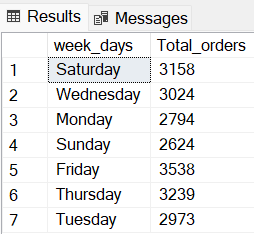 Results Messages
week_days Total_orders
1 Saturday 3158
2 Wednesday 3024
3 Monday 2794
4 Sunday 2624
5 Friday 3538
6 Thursday 3239
7 Tuesday 2973